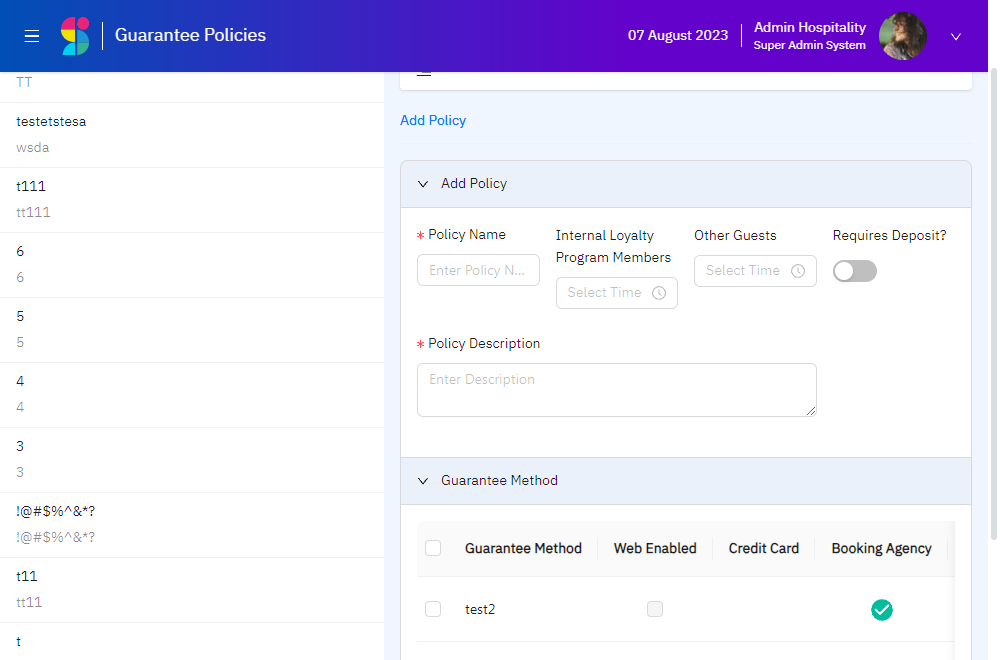 Guarantee Policies
07 August 2023
Admin Hospitality
Super Admin System
TT
testetstesa
wsda
t111
tt111
6
6
5
5
4
4
3
3
!@#$%^&*?
!@#$%^&*?
t11
tt11
t
Add Policy
Add Policy
* Policy Name
Internal Loyalty
Program Members
Other Guests
Requires Deposit?
Enter Policy N...
Select Time
Select Time
* Policy Description
Enter Description
Guarantee Method
Guarantee Method Web Enabled Credit Card Booking Agency
test2